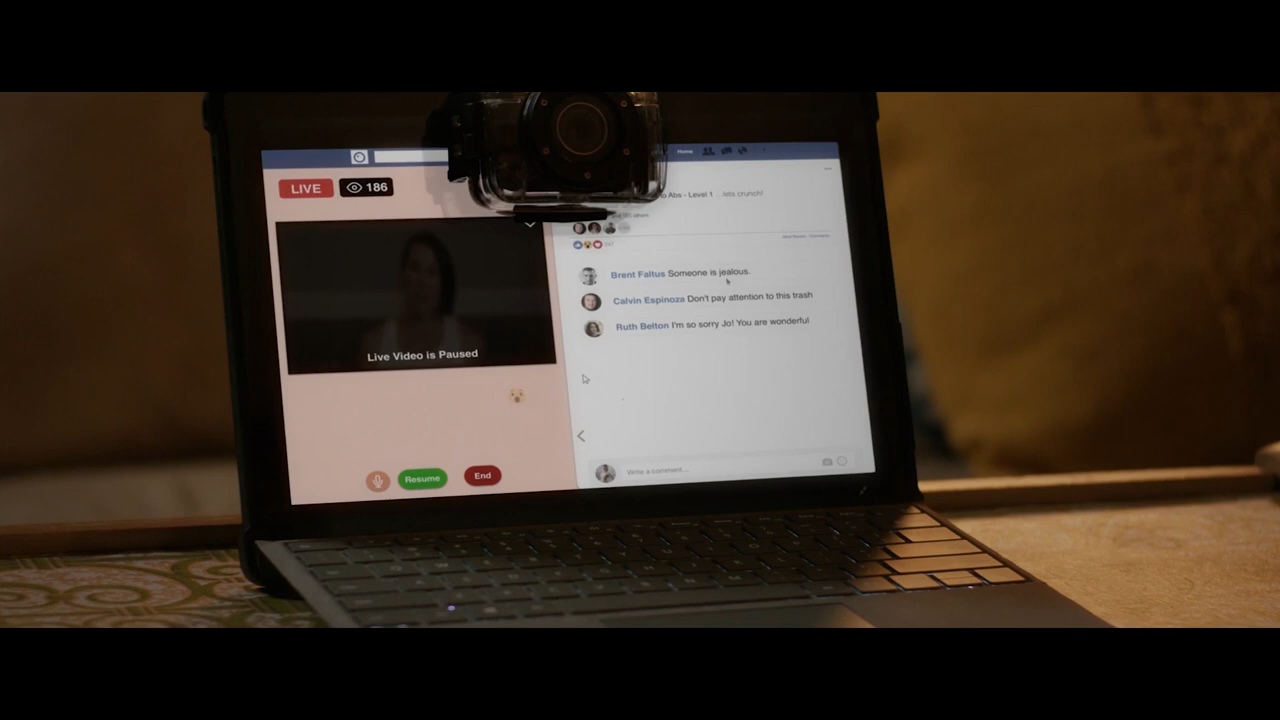 Home
LIVE
186
o Abs - Level 1 ...lets crunch!
Brent Faltus Someone is jealous.
Calvin Espinoza Don't pay attention to this trash
Ruth Belton I'm so sorry Jo! You are wonderful
Live Video is Paused
Resume
End
Write a comment...